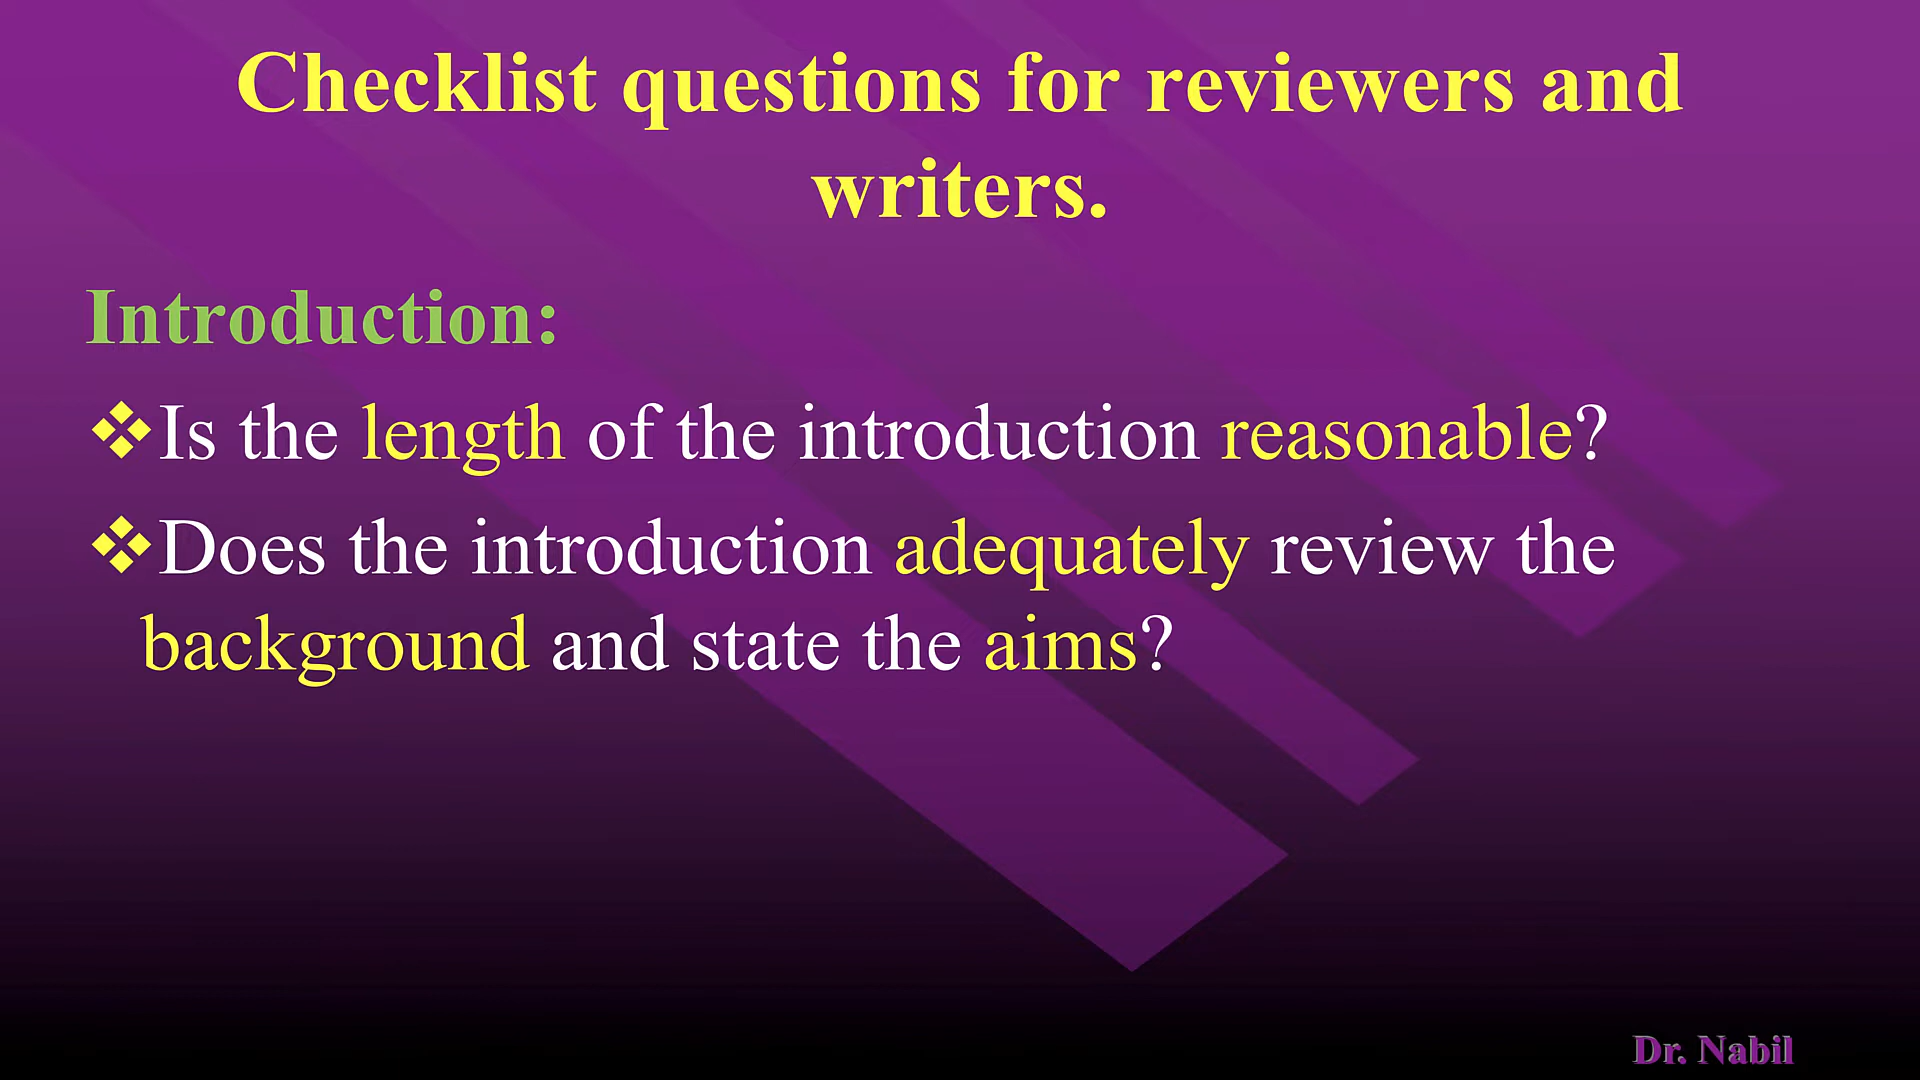 Checklist questions for reviewers and
writers.
Introduction:
❖Is the length of the introduction reasonable?
❖Does the introduction adequately review the
background and state the aims?
Dr. Nabil